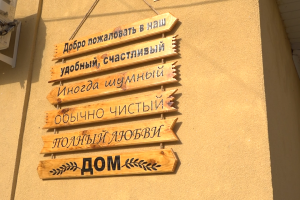 Добро пожаловать в наш
удобный, счастливый
Иногда шумный
обычно чистый
ПОЛНЫЙ ЛЮБВИ
ДОМ